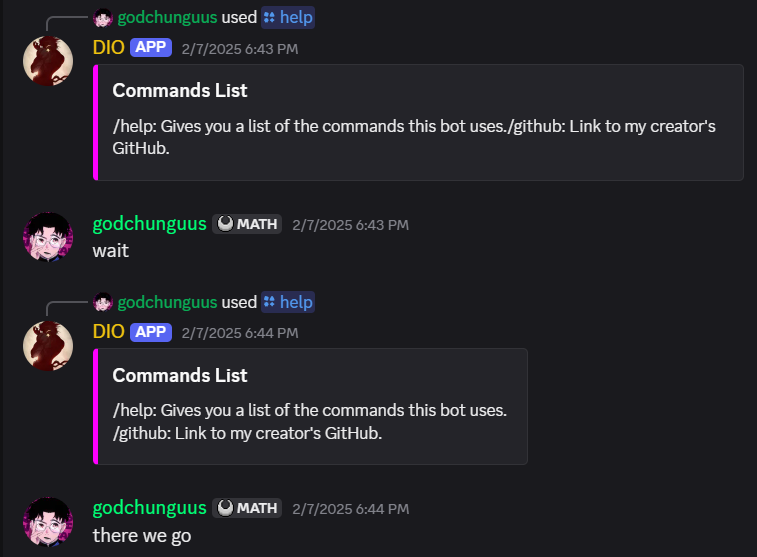 godchunguus used help
DIO APP 2/7/2025 6:43 PM
Commands List
/help: Gives you a list of the commands this bot uses./github: Link to my creator's
GitHub.
godchunguus MATH 2/7/2025 6:43 PM
wait
godchunguus used help
DIO APP 2/7/2025 6:44 PM
Commands List
/help: Gives you a list of the commands this bot uses.
/github: Link to my creator's GitHub.
godchunguus MATH 2/7/2025 6:44 PM
there we go